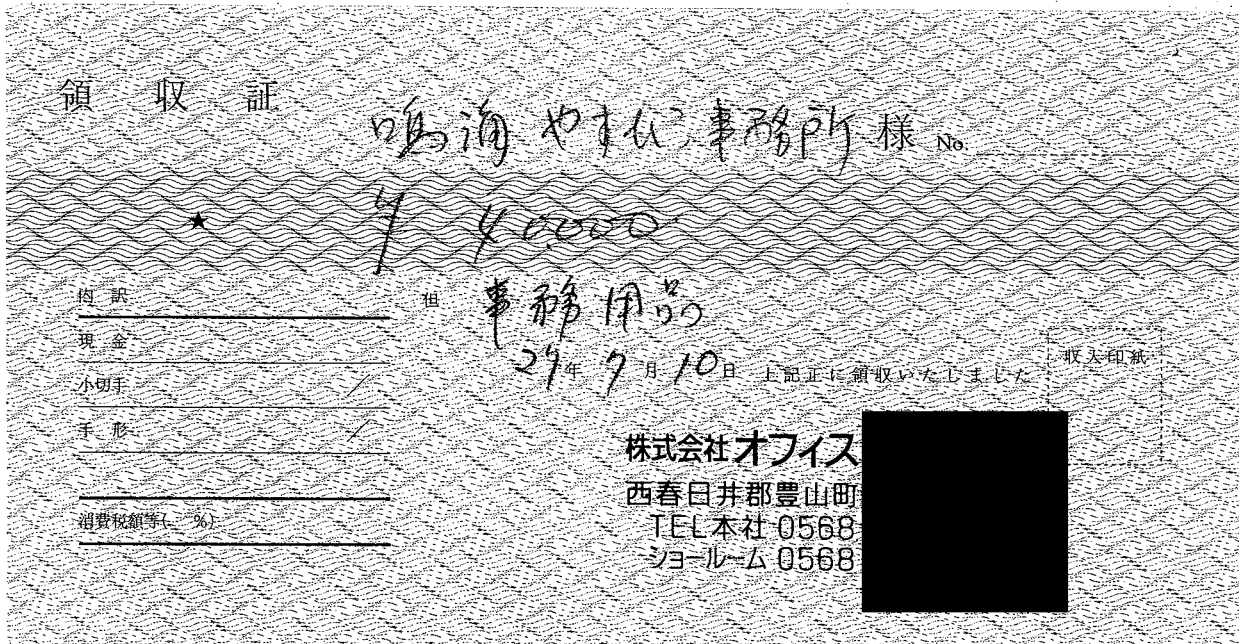 領収証
鳴海やすひろ事務所 様 No.
★ ¥40,000
内訳
但 事務用品
現金
29年7月10日 上記正に領収いたしました
収入印紙
小切手
手形
消費税額等( %)
株式会社オフィス
西春日井郡豊山町
TEL本社 0568
ショールーム 0568